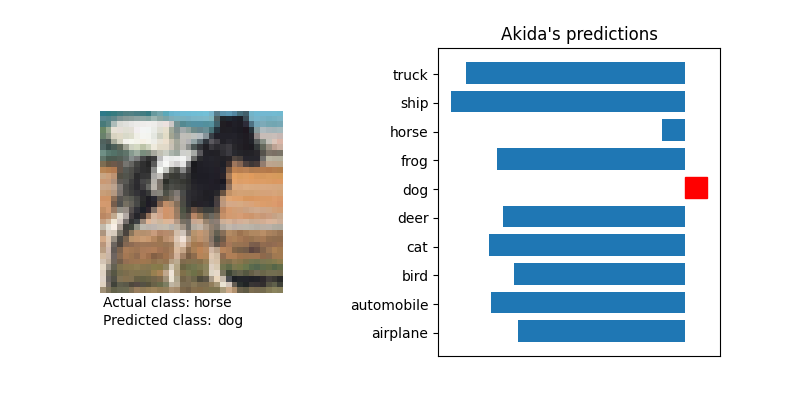 Akida's predictions
truck
ship
horse
frog
dog
deer
cat
bird
automobile
airplane
Actual class: horse
Predicted class: dog